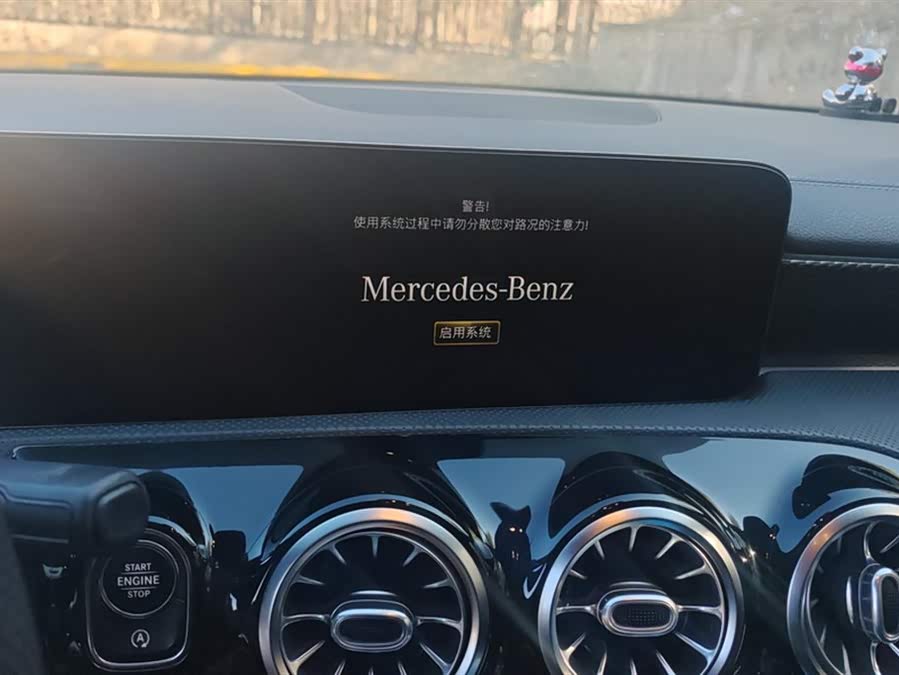 警告!
使用系统过程中请勿分散您对路况的注意力!
Mercedes-Benz
启用系统
START
ENGINE
STOP
A